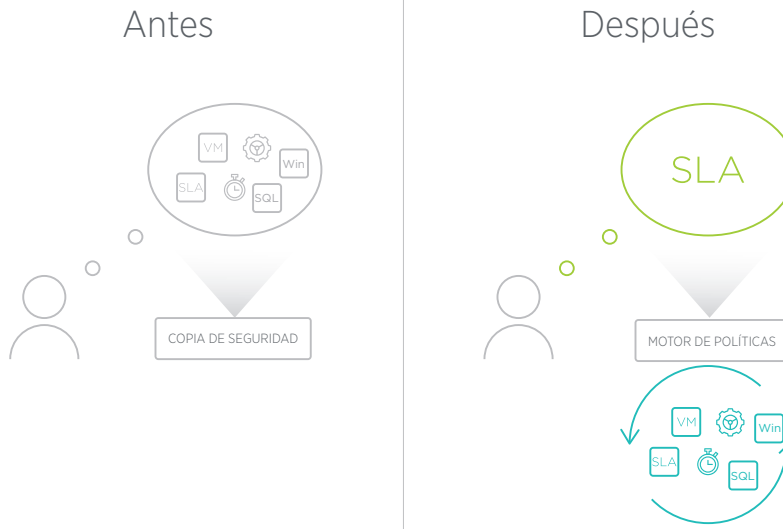 Antes
VM
Win
SLA
SQL
COPIA DE SEGURIDAD
Después
SLA
MOTOR DE POLÍTICAS
VM
Win
SLA
SQL